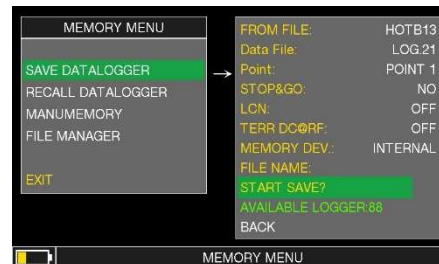 MEMORY MENU
SAVE DATALOGGER
RECALL DATALOGGER
MANUMEMORY
FILE MANAGER
EXIT
FROM FILE: HOTB13
Data File: LOG.21
Point: POINT 1
STOP&GO: NO
LCN: OFF
TERR DC@RF: OFF
MEMORY DEV.: INTERNAL
FILE NAME:
START SAVE?
AVAILABLE LOGGER:88
BACK
MEMORY MENU